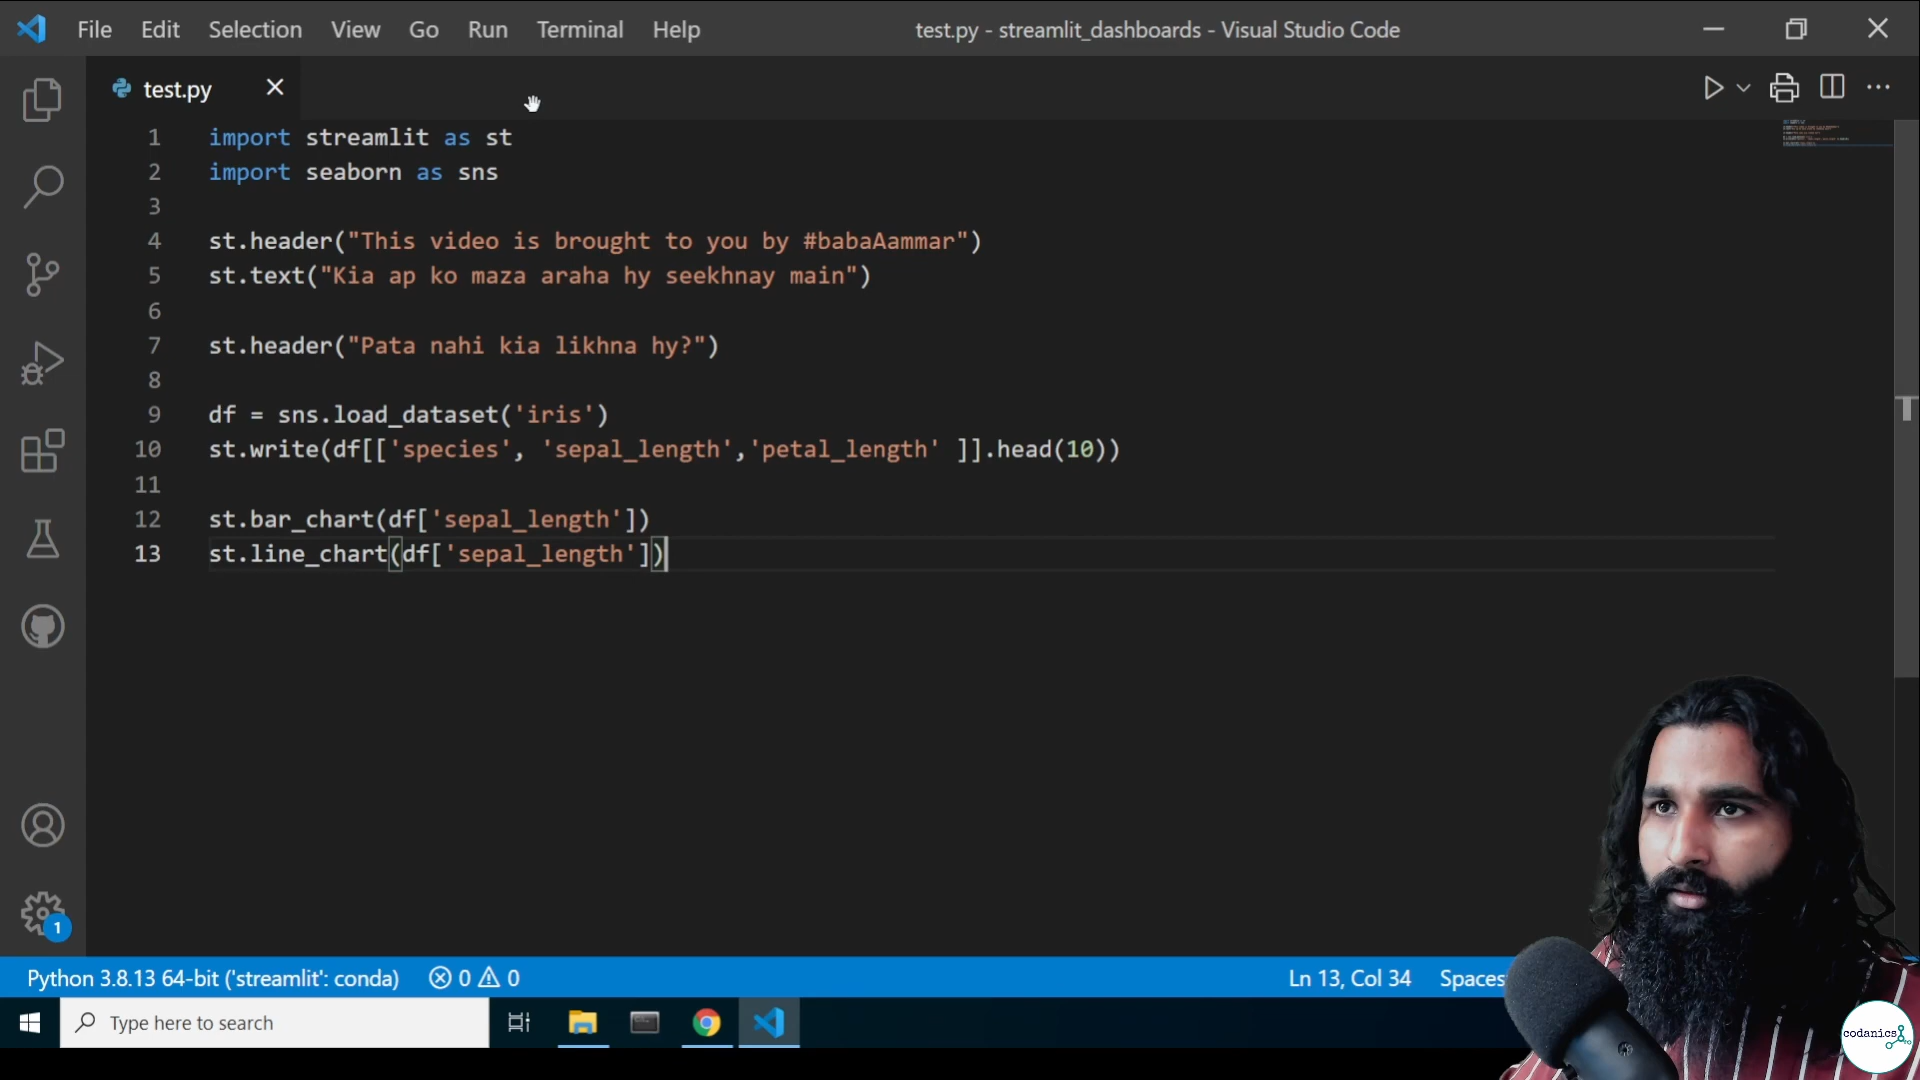 File Edit Selection View Go Run Terminal Help test.py - streamlit_dashboards - Visual Studio Code
test.py
1 import streamlit as st
2 import seaborn as sns
3
4 st.header("This video is brought to you by #babaAammar")
5 st.text("Kia ap ko maza araha hy seekhnay main")
6
7 st.header("Pata nahi kia likhna hy?")
8
9 df = sns.load_dataset('iris')
10 st.write(df[['species', 'sepal_length','petal_length' ]].head(10))
11
12 st.bar_chart(df['sepal_length'])
13 st.line_chart(df['sepal_length'])
1
Python 3.8.13 64-bit ('streamlit': conda) 0 0 Ln 13, Col 34 Spaces
Type here to search
codanics